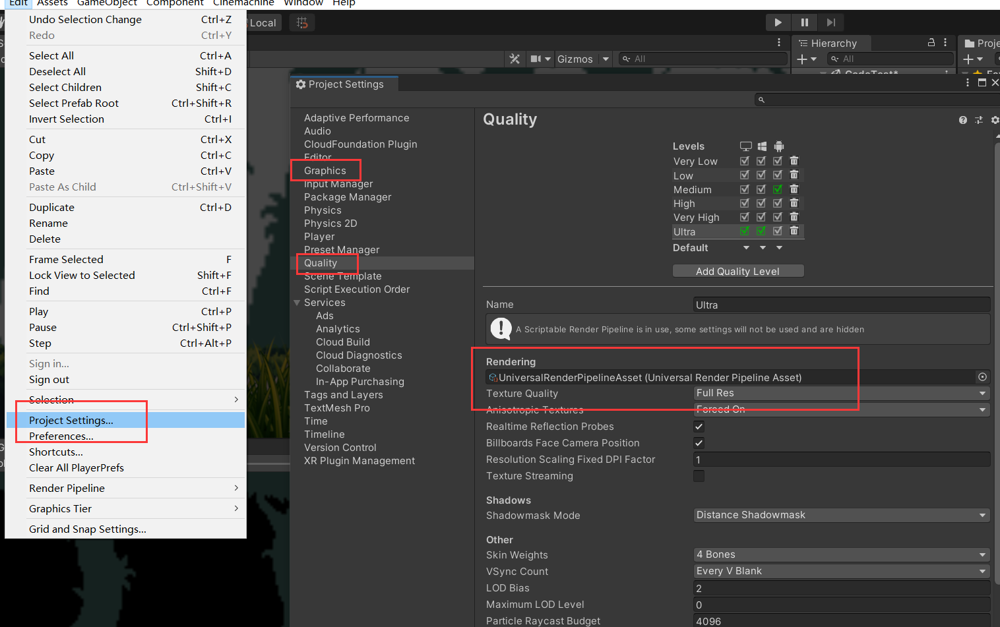 Edit Assets GameObject Component Cinemachine Window Help
Undo Selection Change Ctrl+Z
Redo Ctrl+Y
Select All Ctrl+A
Deselect All Shift+D
Select Children Shift+C
Select Prefab Root Ctrl+Shift+R
Invert Selection Ctrl+I
Cut Ctrl+X
Copy Ctrl+C
Paste Ctrl+V
Paste As Child Ctrl+Shift+V
Duplicate Ctrl+D
Rename
Delete
Frame Selected F
Lock View to Selected Shift+F
Find Ctrl+F
Play Ctrl+P
Pause Ctrl+Shift+P
Step Ctrl+Alt+P
Sign in...
Sign out
Selection
Project Settings...
Preferences...
Shortcuts...
Clear All PlayerPrefs
Render Pipeline
Graphics Tier
Grid and Snap Settings...
Local
Gizmos All
Hierarchy
All
CodeTest*
Project Settings
Adaptive Performance
Audio
CloudFoundation Plugin
Editor
Graphics
Input Manager
Package Manager
Physics
Physics 2D
Player
Preset Manager
Quality
Scene Template
Script Execution Order
Services
Ads
Analytics
Cloud Build
Cloud Diagnostics
Collaborate
In-App Purchasing
Tags and Layers
TextMesh Pro
Time
Timeline
Version Control
XR Plugin Management
Quality
Levels
Very Low
Low
Medium
High
Very High
Ultra
Default
Add Quality Level
Name Ultra
A Scriptable Render Pipeline is in use, some settings will not be used and are hidden
Rendering
UniversalRenderPipelineAsset (Universal Render Pipeline Asset)
Texture Quality Full Res
Anisotropic Textures Forced On
Realtime Reflection Probes
Billboards Face Camera Position
Resolution Scaling Fixed DPI Factor 1
Texture Streaming
Shadows
Shadowmask Mode Distance Shadowmask
Other
Skin Weights 4 Bones
VSync Count Every V Blank
LOD Bias 2
Maximum LOD Level 0
Particle Raycast Budget 4096